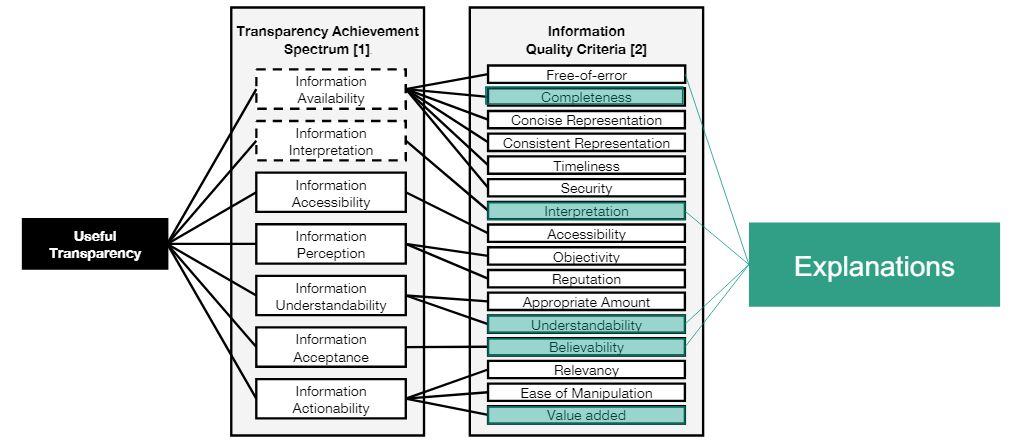 Transparency Achievement
Spectrum [1]
Information
Quality Criteria [2]
Information
Availability
Information
Interpretation
Information
Accessibility
Information
Perception
Information
Understandability
Information
Acceptance
Information
Actionability
Free-of-error
Completeness
Concise Representation
Consistent Representation
Timeliness
Security
Interpretation
Accessibility
Objectivity
Reputation
Appropriate Amount
Understandability
Believability
Relevancy
Ease of Manipulation
Value added
Useful
Transparency
Explanations